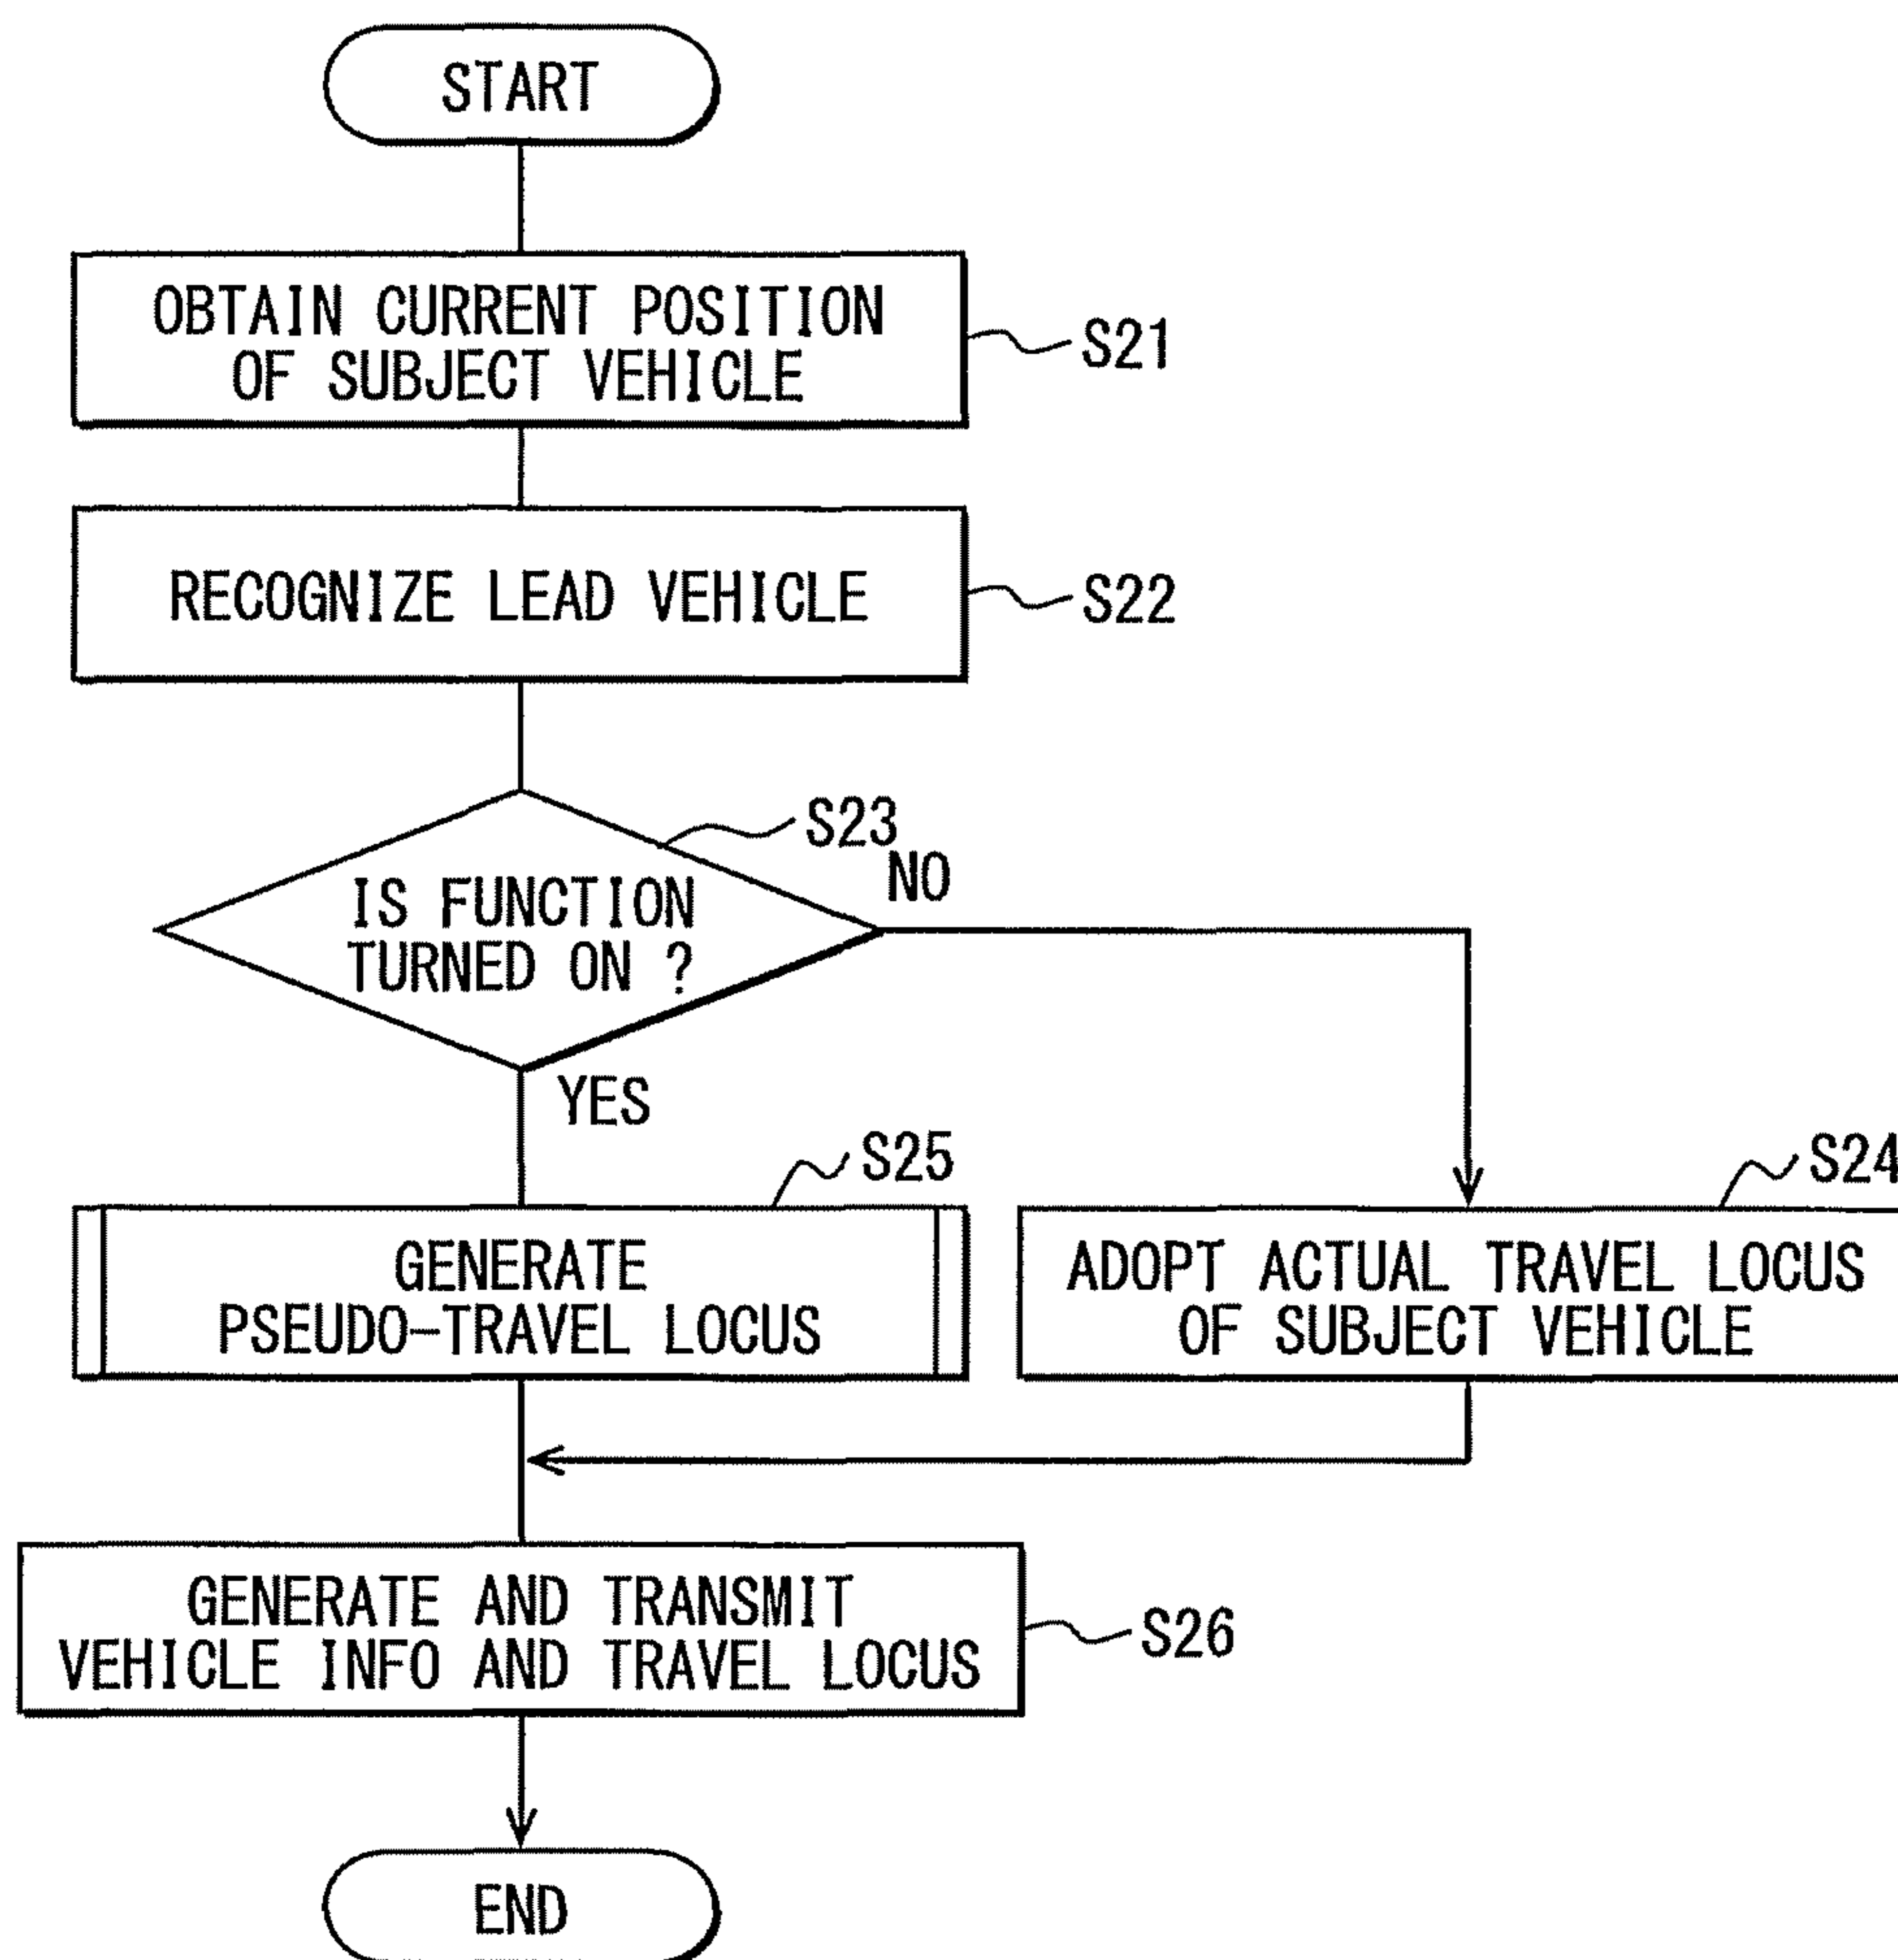 START
OBTAIN CURRENT POSITION
OF SUBJECT VEHICLE
S21
RECOGNIZE LEAD VEHICLE
S22
S23
NO
IS FUNCTION
TURNED ON ?
YES
S25
GENERATE
PSEUDO-TRAVEL LOCUS
S24
ADOPT ACTUAL TRAVEL LOCUS
OF SUBJECT VEHICLE
GENERATE AND TRANSMIT
VEHICLE INFO AND TRAVEL LOCUS
S26
END